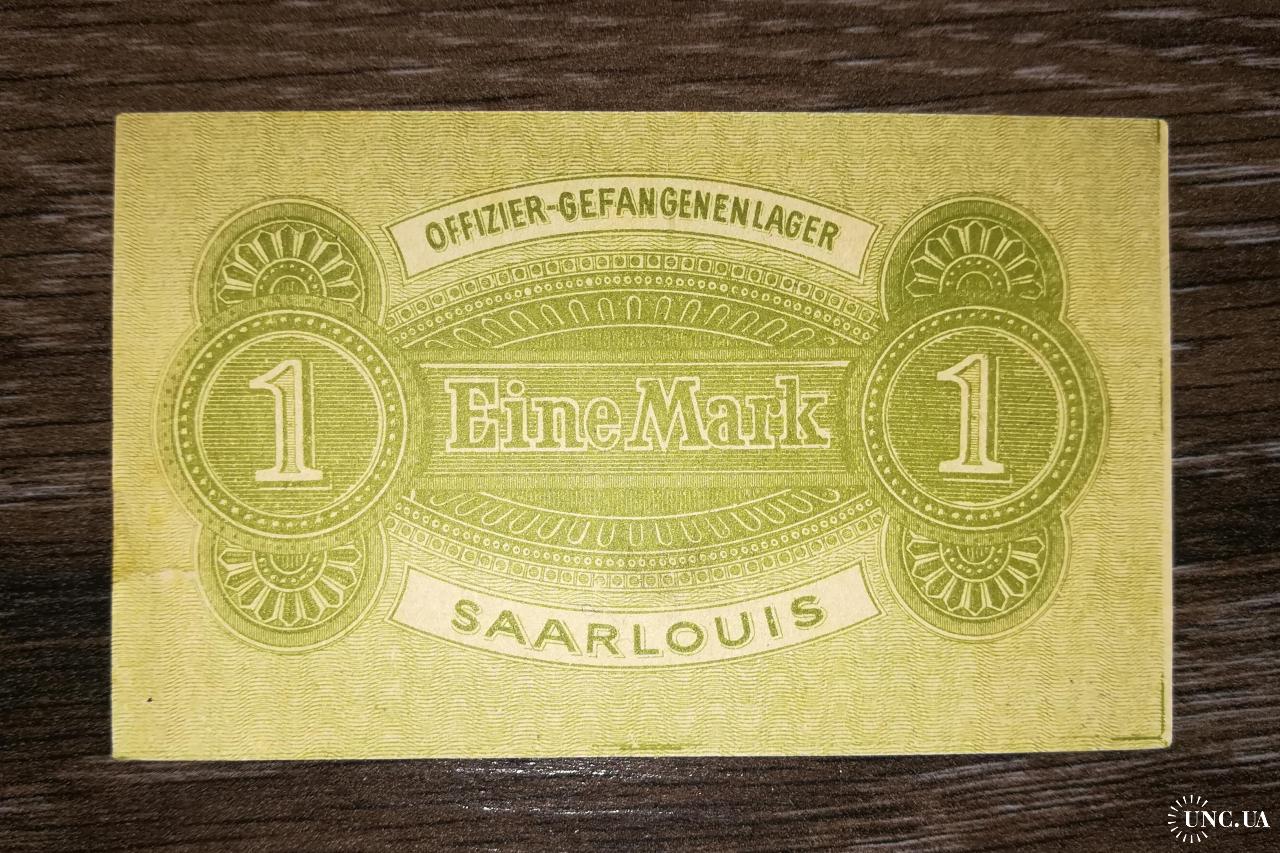 OFFIZIER-GEFANGENENLAGER
1 Eine Mark 1
SAARLOUIS
UNC.UA